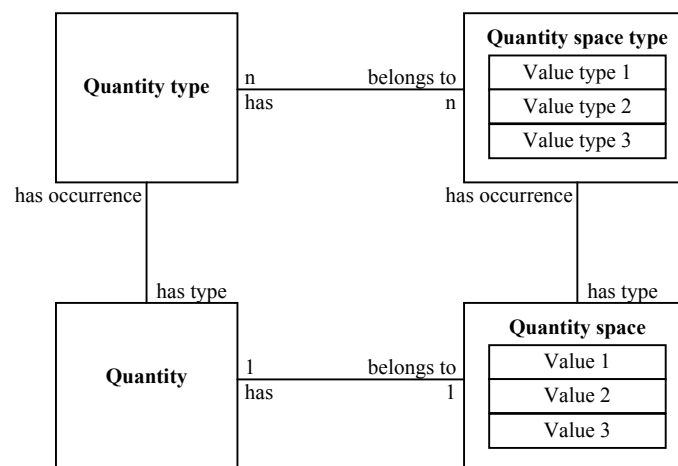 Quantity type
n
has
belongs to
n
Quantity space type
Value type 1
Value type 2
Value type 3
has occurrence
has occurrence
has type
has type
Quantity
1
has
belongs to
1
Quantity space
Value 1
Value 2
Value 3